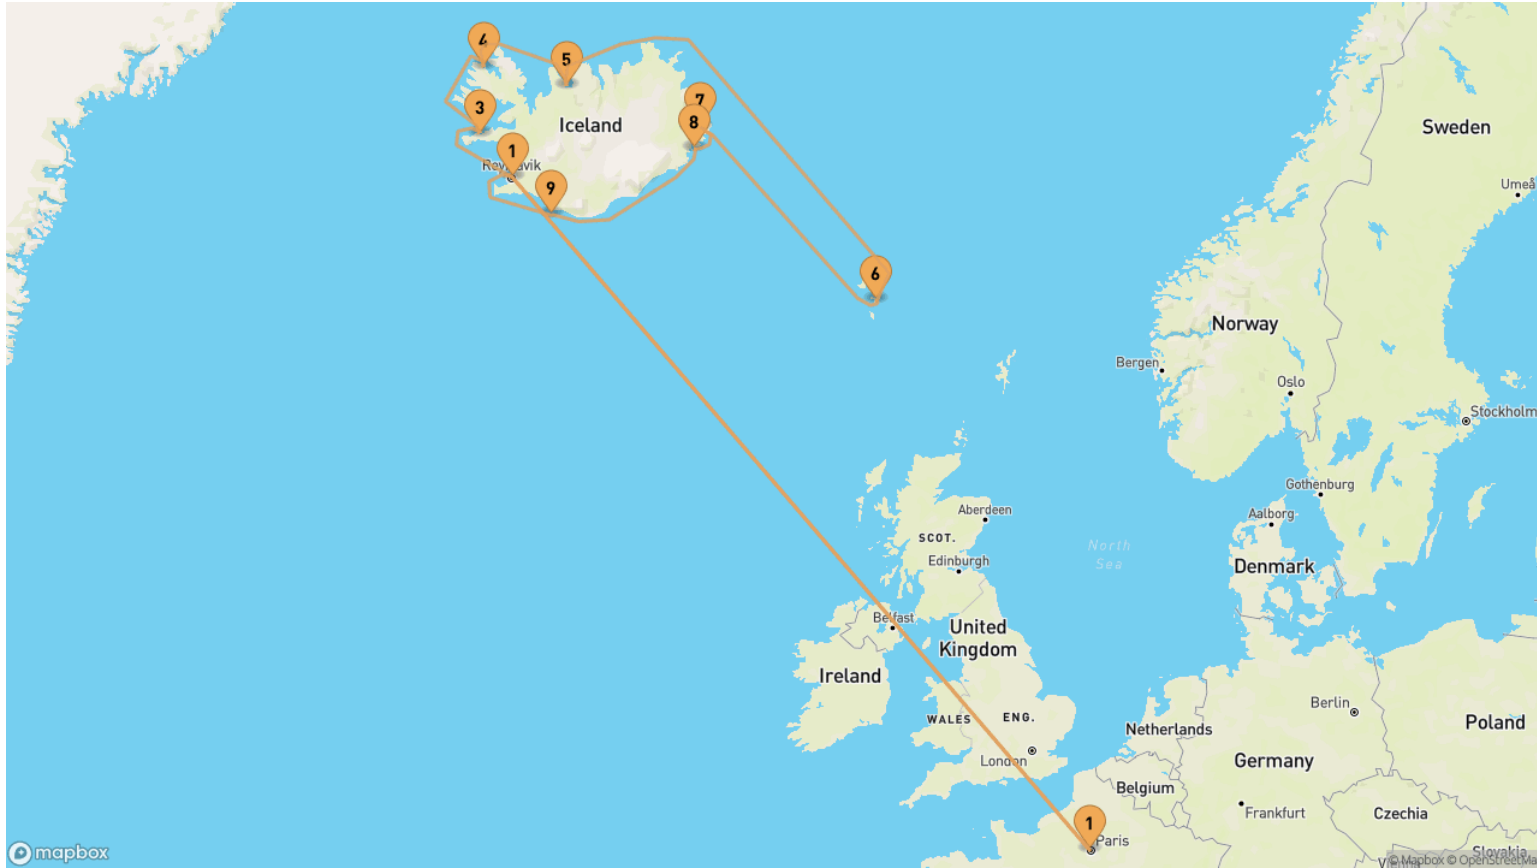 4
5
7
3
8
Iceland
Sweden
1
Reykjavik
9
Umeå
6
Norway
Bergen
Oslo
Stockholm
Gothenburg
Aberdeen
Aalborg
SCOT.
North
Sea
Edinburgh
Denmark
Belfast
United
Kingdom
Ireland
Berlin
WALES
ENG.
Netherlands
Poland
London
Germany
Belgium
Frankfurt
Czechia
1
Paris
mapbox
Slovakia
© Mapbox © OpenStreetMa